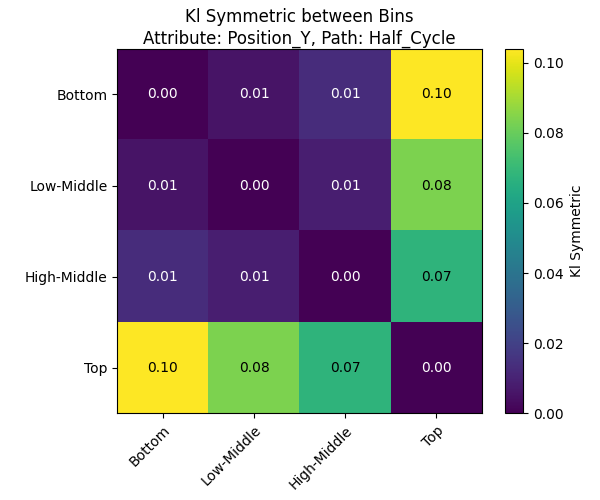 Kl Symmetric between Bins
Attribute: Position_Y, Path: Half_Cycle
Bottom 0.00 0.01 0.01 0.10
Low-Middle 0.01 0.00 0.01 0.08
High-Middle 0.01 0.01 0.00 0.07
Top 0.10 0.08 0.07 0.00
Bottom Low-Middle High-Middle Top
0.10
0.08
0.06
0.04
0.02
0.00
Kl Symmetric